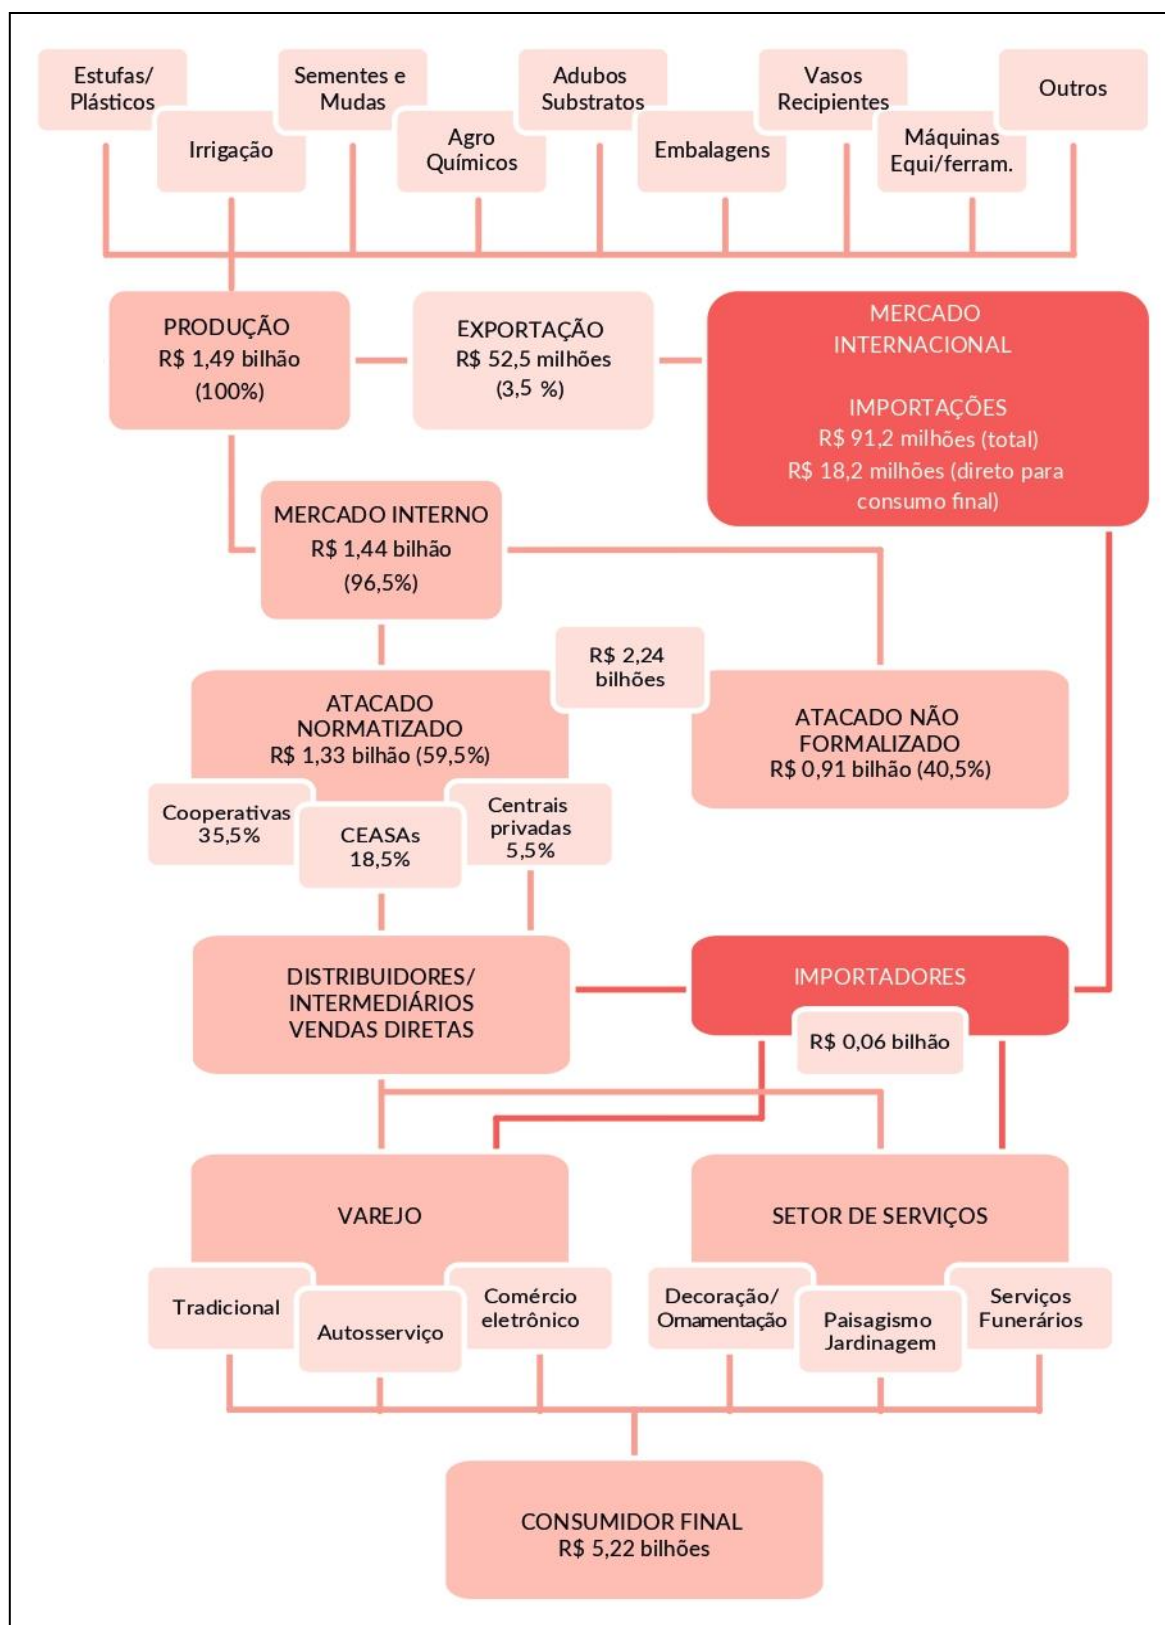 Estufas/
Plásticos
Irrigação
Sementes e
Mudas
Agro
Químicos
Adubos
Substratos
Embalagens
Vasos
Recipientes
Máquinas
Equi/ferram.
Outros
PRODUÇÃO
R$ 1,49 bilhão
(100%)
EXPORTAÇÃO
R$ 52,5 milhões
(3,5 %)
MERCADO
INTERNACIONAL
IMPORTAÇÕES
R$ 91,2 milhões (total)
R$ 18,2 milhões (direto para
consumo final)
MERCADO INTERNO
R$ 1,44 bilhão
(96,5%)
R$ 2,24
bilhões
ATACADO
NORMATIZADO
R$ 1,33 bilhão (59,5%)
ATACADO NÃO
FORMALIZADO
R$ 0,91 bilhão (40,5%)
Cooperativas
35,5%
CEASAs
18,5%
Centrais
privadas
5,5%
DISTRIBUIDORES/
INTERMEDIÁRIOS
VENDAS DIRETAS
IMPORTADORES
R$ 0,06 bilhão
VAREJO
SETOR DE SERVIÇOS
Tradicional
Autosserviço
Comércio
eletrônico
Decoração/
Ornamentação
Paisagismo
Jardinagem
Serviços
Funerários
CONSUMIDOR FINAL
R$ 5,22 bilhões